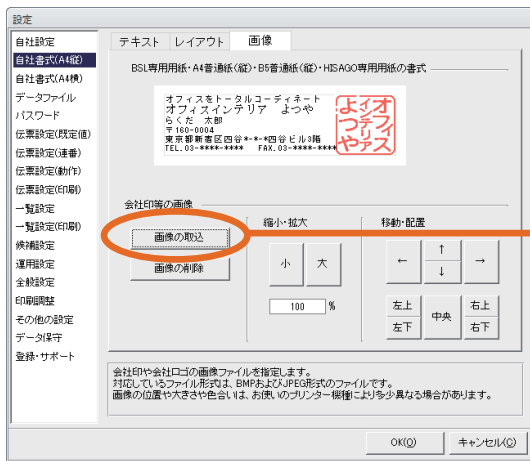 設定
自社設定
自社書式(A4縦)
自社書式(A4横)
データファイル
パスワード
伝票設定(既定値)
伝票設定(連番)
伝票設定(動作)
伝票設定(印刷)
一覧設定
一覧設定(印刷)
候補設定
運用設定
全般設定
印刷調整
その他の設定
データ保守
登録・サポート
テキスト レイアウト 画像
BSL専用用紙・A4普通紙(縦)・B5普通紙(縦)・HISAGO専用用紙の書式
オフィスをトータルコーディネート
オフィスインテリア よつや
らくだ 太郎
〒160-0004
東京都新宿区四谷*-*-*四谷ビル3階
TEL.03-****-**** FAX.03-****-****
オフィス
インテリア
よつや
会社印等の画像
画像の取込
画像の削除
縮小・拡大
小 大
100 %
移動・配置
← ↑ ↓ →
左上 中央 右上
左下 右下
会社印や会社ロゴの画像ファイルを指定します。
対応しているファイル形式は、BMPおよびJPEG形式のファイルです。
画像の位置や大きさや色合いは、お使いのプリンター機種により多少異なる場合があります。
OK(O) キャンセル(C)